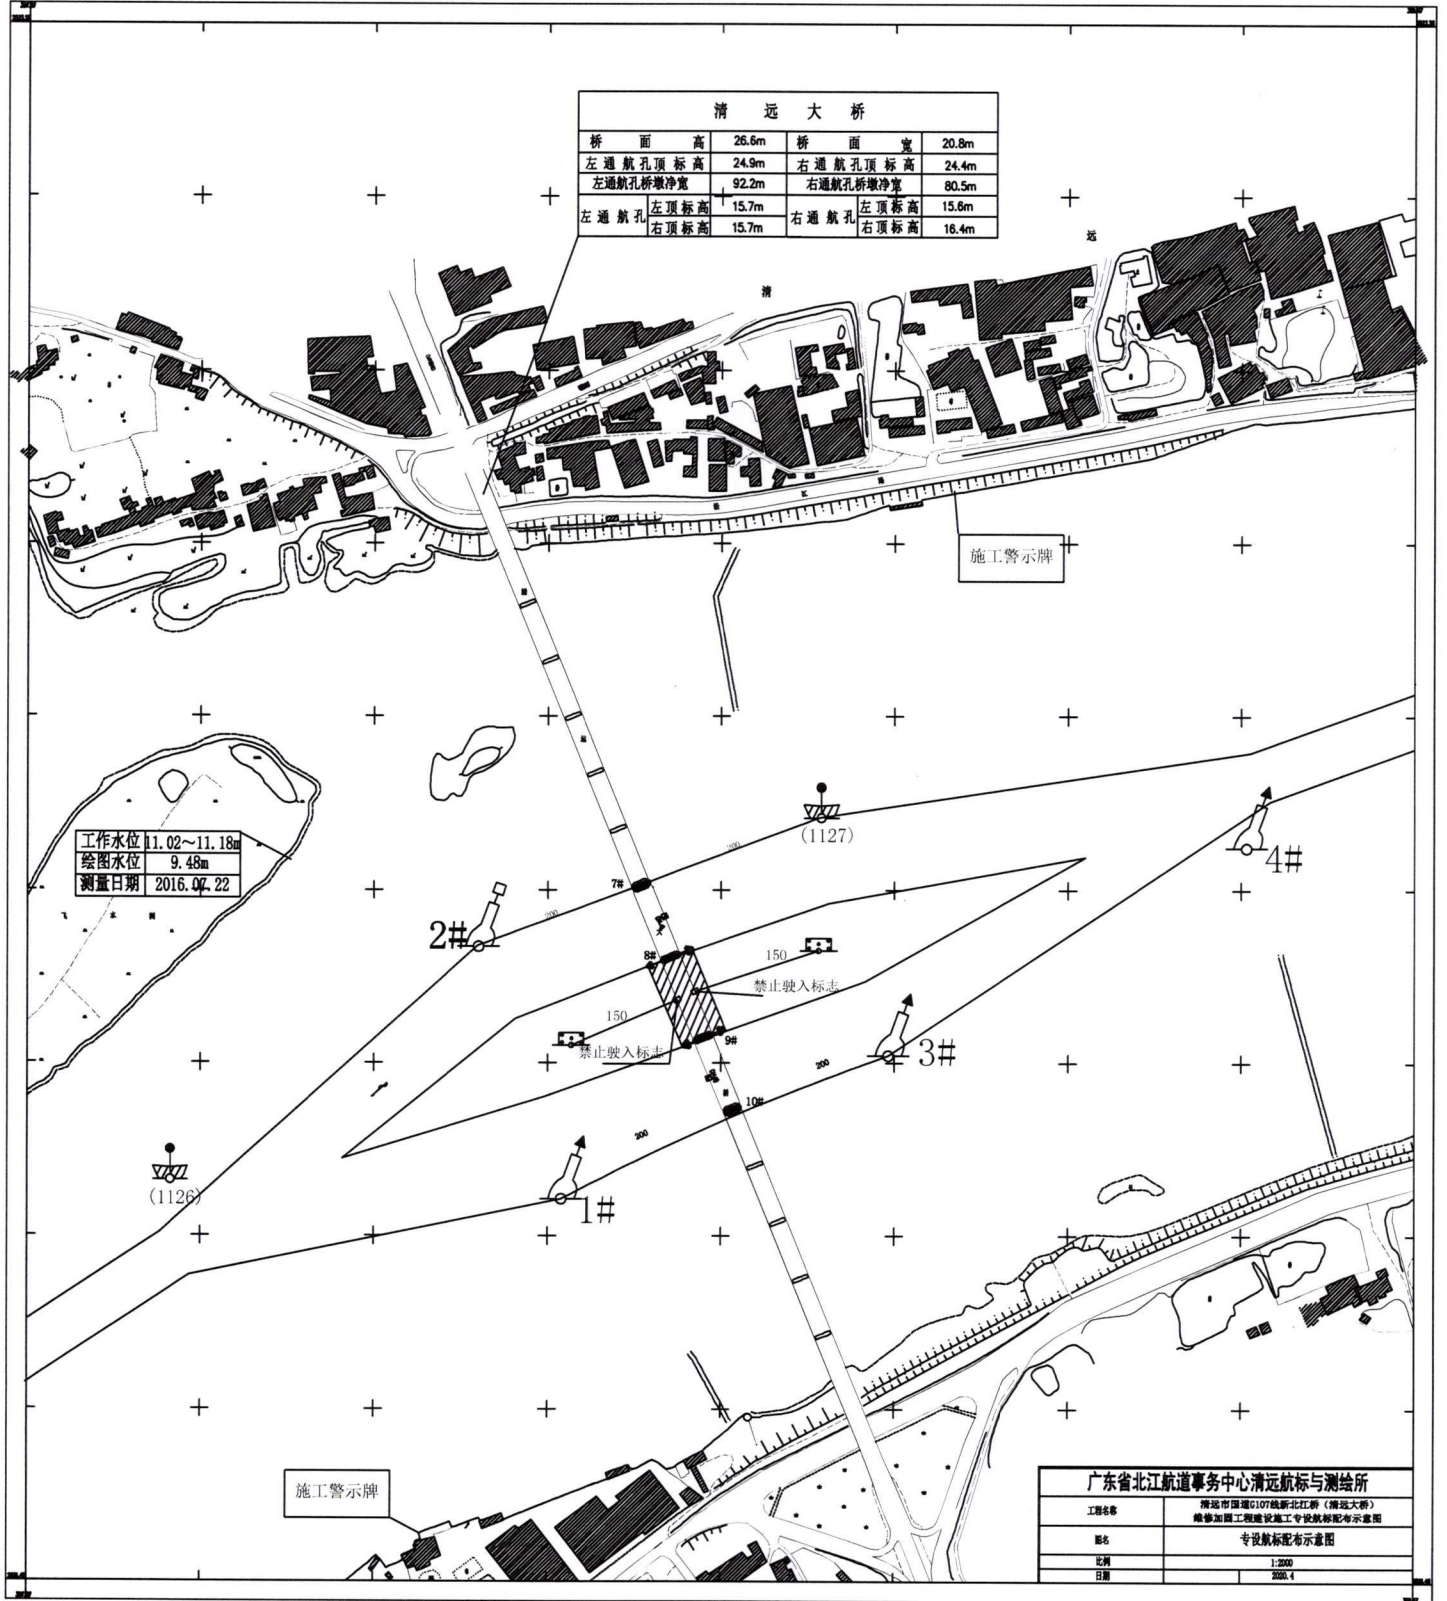 清远大桥
桥面高 26.6m 桥面宽 20.8m
左通航孔顶标高 24.9m 右通航孔顶标高 24.4m
左通航孔桥墩净宽 92.2m 右通航孔桥墩净宽 80.5m
左通航孔 左顶标高 15.7m 右通航孔 左顶标高 15.6m
右顶标高 15.7m 右顶标高 16.4m
远
清
施工警示牌
工作水位 11.02~11.18m
绘图水位 9.48m
测量日期 2016.07.22
(1127)
200
7#
4#
200
2#
8#
150
禁止驶入标志
150
9#
禁止驶入标志
3#
200
10#
200
(1126)
1#
施工警示牌
广东省北江航道事务中心清远航标与测绘所
工程名称 清远市国道G107线新北江桥（清远大桥）
维修加固工程建设施工专设航标配布示意图
图名 专设航标配布示意图
比例 1:2000
日期 2020.4